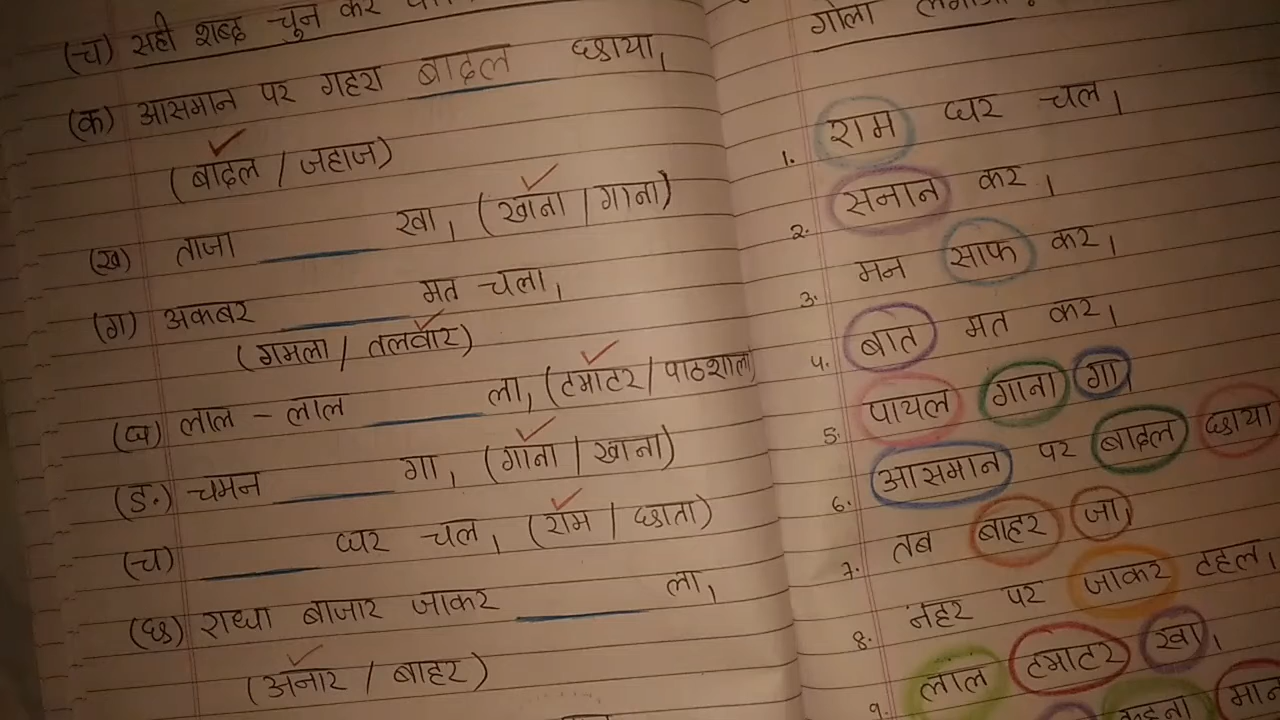 (च) सही शब्द चुन कर
(क) आसमान पर गहरा बादल छाया,
(बादल / जहाज)
(ख) ताजा ______ खा, (खाना / गाना)
(ग) अकबर ______ मत चला,
(गमला / तलवार)
(घ) लाल - लाल ______ ला, (टमाटर / पाठशाला)
(ङ.) चमन ______ गा, (गाना / खाना)
(च) ______ घर चल, (राम / छाता)
(छ) राधा बाजार जाकर ______ ला,
(अनार / बाहर)
गोला
1. राम घर चल।
2. सनान कर।
3. मन साफ कर।
4. बात मत कर।
5. पायल गाना गा।
6. आसमान पर बादल छाया
7. तब बाहर जा।
8. नहर पर जाकर टहल।
9. लाल टमाटर खा।
कहना मान